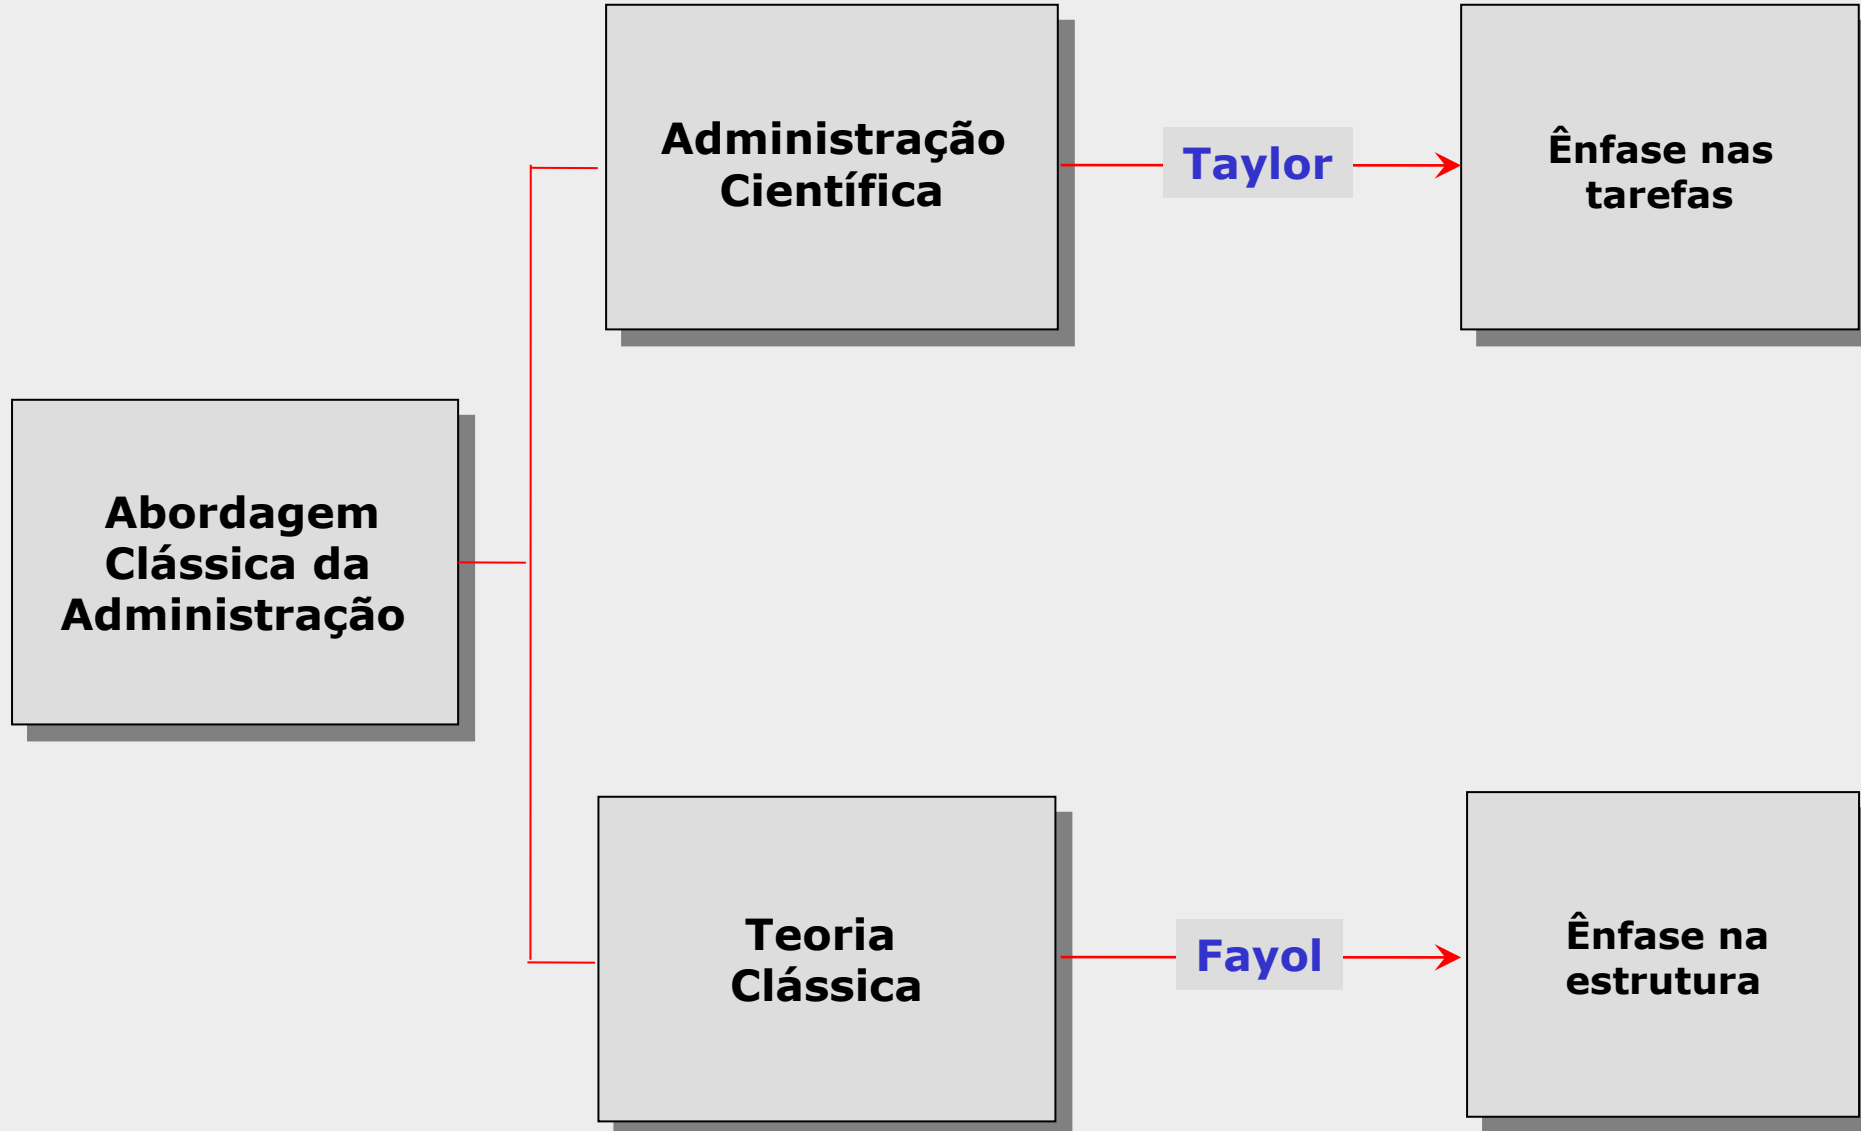 Administração
Científica
Taylor
Ênfase nas
tarefas
Abordagem
Clássica da
Administração
Teoria
Clássica
Fayol
Ênfase na
estrutura